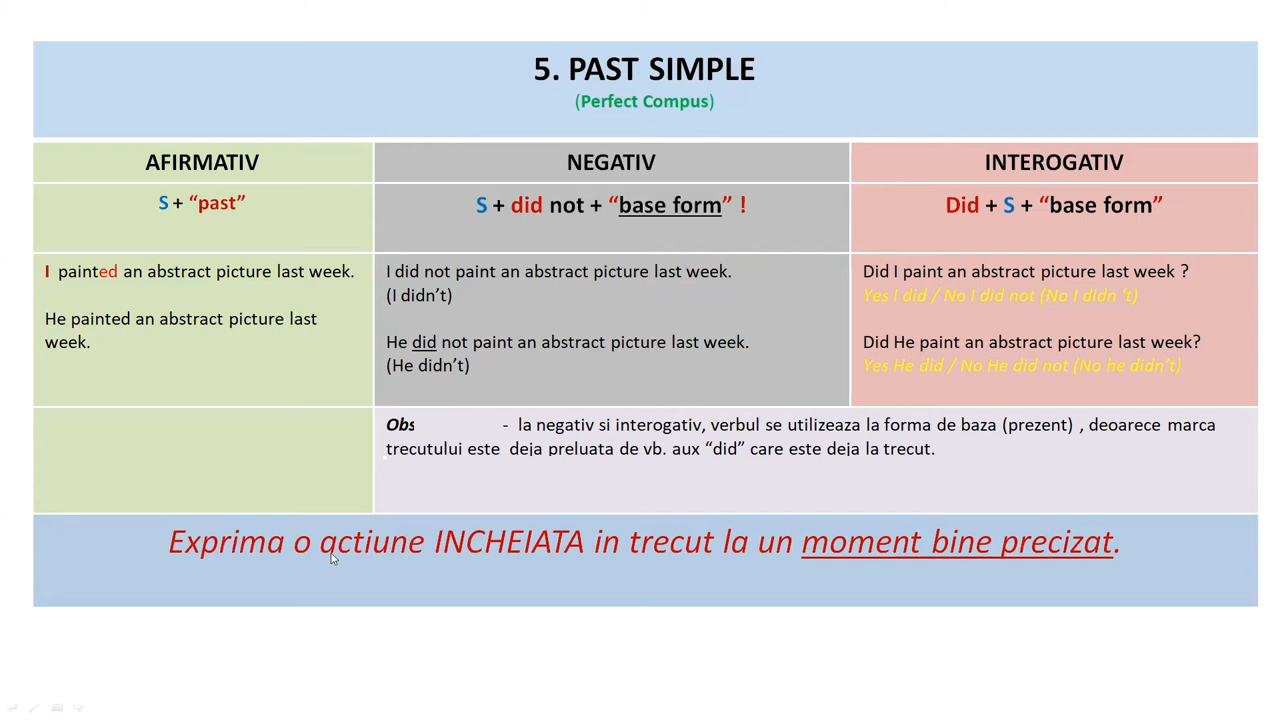 5. PAST SIMPLE
(Perfect Compus)
AFIRMATIV
NEGATIV
INTEROGATIV
S + “past”
S + did not + “base form” !
Did + S + “base form”
I painted an abstract picture last week.
He painted an abstract picture last
week.
I did not paint an abstract picture last week.
(I didn’t)
He did not paint an abstract picture last week.
(He didn’t)
Did I paint an abstract picture last week ?
Yes I did / No I did not (No I didn ‘t)
Did He paint an abstract picture last week?
Yes He did / No He did not (No he didn’t)
Obs - la negativ si interogativ, verbul se utilizeaza la forma de baza (prezent) , deoarece marca
trecutului este deja preluata de vb. aux “did” care este deja la trecut.
Exprima o actiune INCHEIATA in trecut la un moment bine precizat.